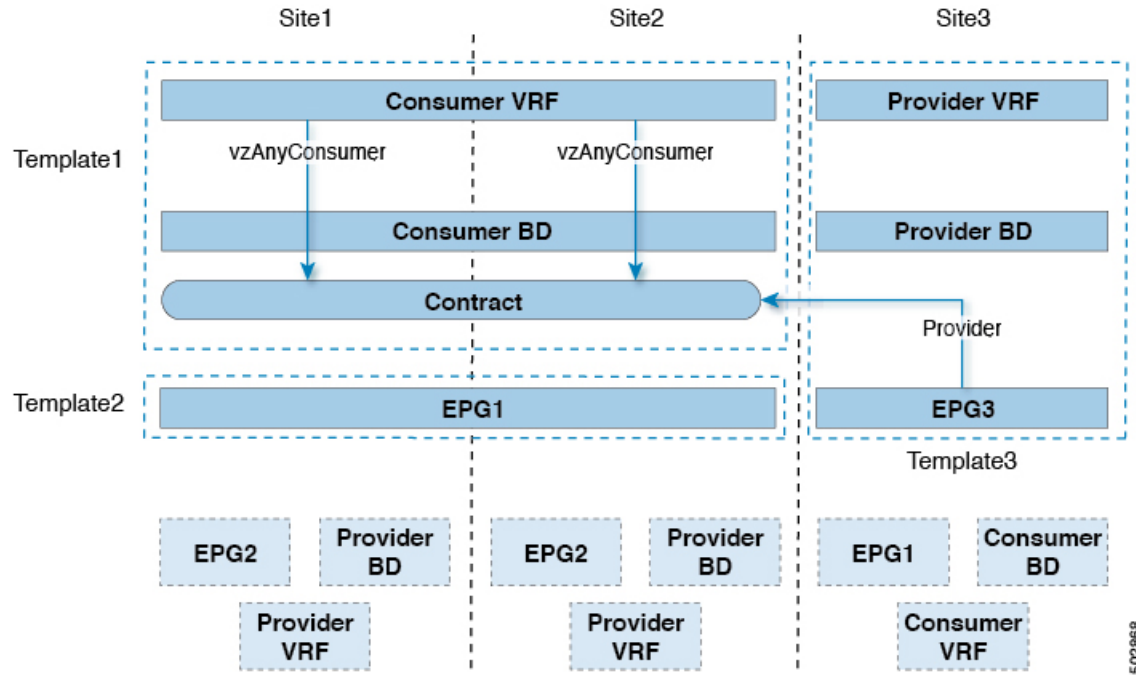 Site1
Site2
Site3
Consumer VRF
Provider VRF
Template1
vzAnyConsumer
vzAnyConsumer
Consumer BD
Provider BD
Contract
Provider
Template2
EPG1
EPG3
Template3
EPG2
Provider
BD
EPG2
Provider
BD
EPG1
Consumer
BD
Provider
VRF
Provider
VRF
Consumer
VRF
502868